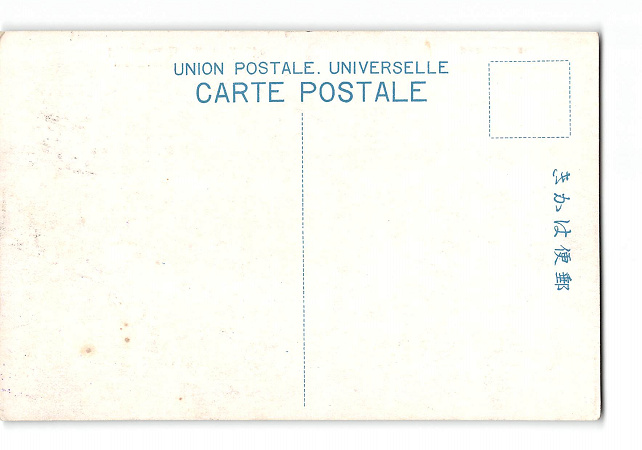 UNION POSTALE. UNIVERSELLE
CARTE POSTALE
郵便はかき